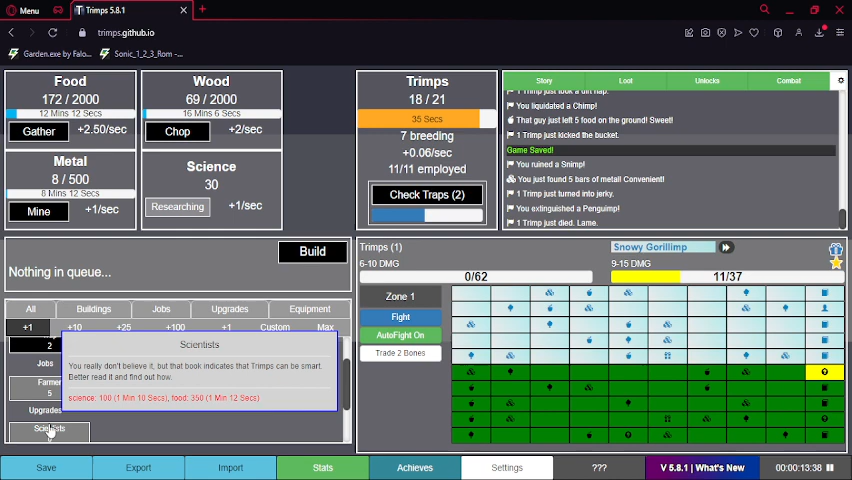 Menu
Trimps 5.8.1
trimps.github.io
Garden.exe by Falo...
Sonic_1_2_3_Rom -...
Food
172 / 2000
12 Mins 12 Secs
Gather
+2.50/sec
Wood
69 / 2000
16 Mins 6 Secs
Chop
+2/sec
Metal
8 / 500
8 Mins 12 Secs
Mine
+1/sec
Science
30
Researching
+1/sec
Trimps
18 / 21
35 Secs
7 breeding
+0.06/sec
11/11 employed
Check Traps (2)
Story
Loot
Unlocks
Combat
1 Trimp just took a dirt nap.
You liquidated a Chimp!
That guy just left 5 food on the ground! Sweet!
1 Trimp just kicked the bucket.
Game Saved!
You ruined a Snimp!
You just found 5 bars of metal! Convenient!
1 Trimp just turned into jerky.
You extinguished a Penguimp!
1 Trimp just died. Lame.
Build
Nothing in queue...
All
Buildings
Jobs
Upgrades
Equipment
+1
+10
+25
+100
+1
Custom
Max
2
Jobs
Farmer
5
Upgrades
Scientists
Scientists
You really don't believe it, but that book indicates that Trimps can be smart.
Better read it and find out how.
science: 100 (1 Min 10 Secs), food: 350 (1 Min 12 Secs)
Trimps (1)
6-10 DMG
0/62
Snowy Gorillimp
9-15 DMG
11/37
Zone 1
Fight
AutoFight On
Trade 2 Bones
Save
Export
Import
Stats
Achieves
Settings
???
V 5.8.1 | What's New
00:00:13:38